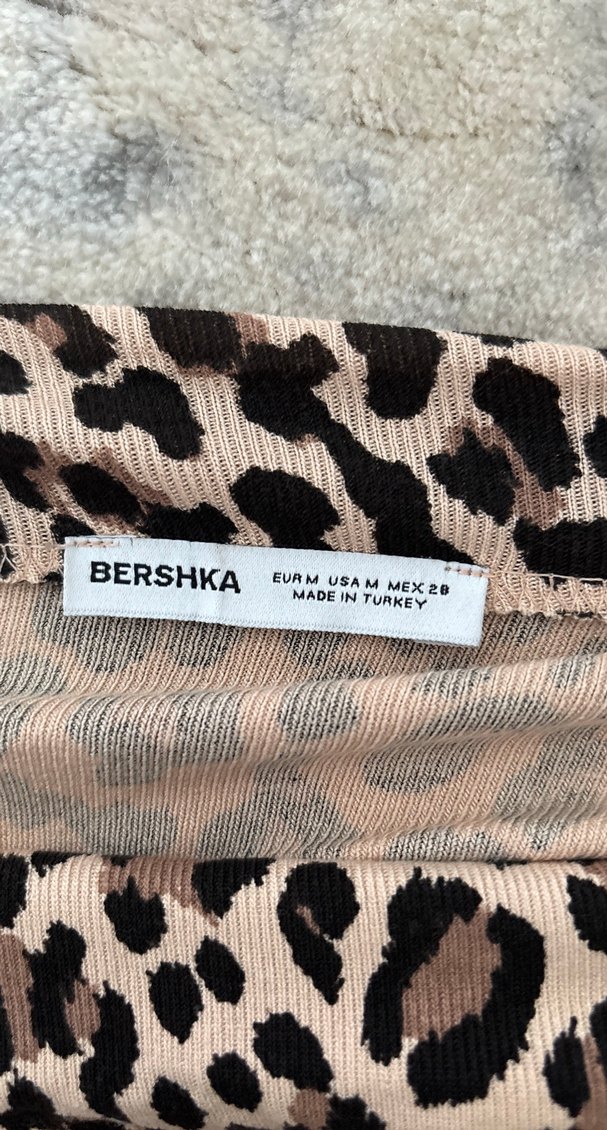 BERSHKA
EUR M USA M MEX 28
MADE IN TURKEY